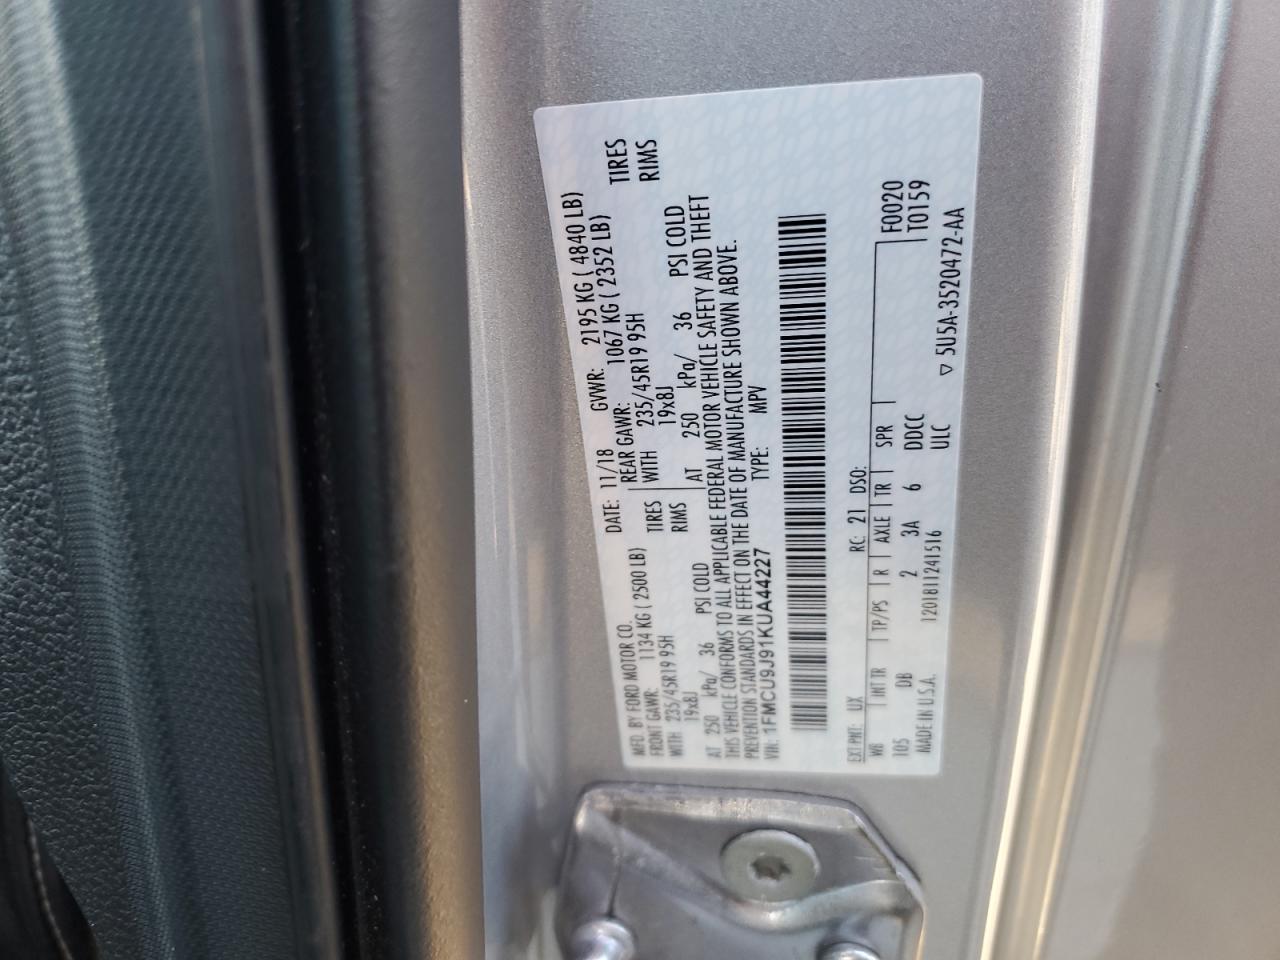 MFD. BY FORD MOTOR CO. DATE: 11/18 GVWR: 2195 KG ( 4840 LB)
FRONT GAWR: 1134 KG ( 2500 LB) REAR GAWR: 1067 KG ( 2352 LB)
WITH 235/45R19 95H TIRES WITH 235/45R19 95H TIRES
19x8J RIMS 19x8J RIMS
AT 250 kPa/ 36 PSI COLD AT 250 kPa/ 36 PSI COLD
THIS VEHICLE CONFORMS TO ALL APPLICABLE FEDERAL MOTOR VEHICLE SAFETY AND THEFT
PREVENTION STANDARDS IN EFFECT ON THE DATE OF MANUFACTURE SHOWN ABOVE.
VIN: 1FMCU9J91KUA44227 TYPE: MPV
EXT PNT: UX RC: 21 DSO: F0020
WB INT TR TP/PS R AXLE TR SPR T0159
105 DB 2 3A 6 DDCC
MADE IN U.S.A. 1201811241516 ULC ▽ 5U5A-3520472-AA